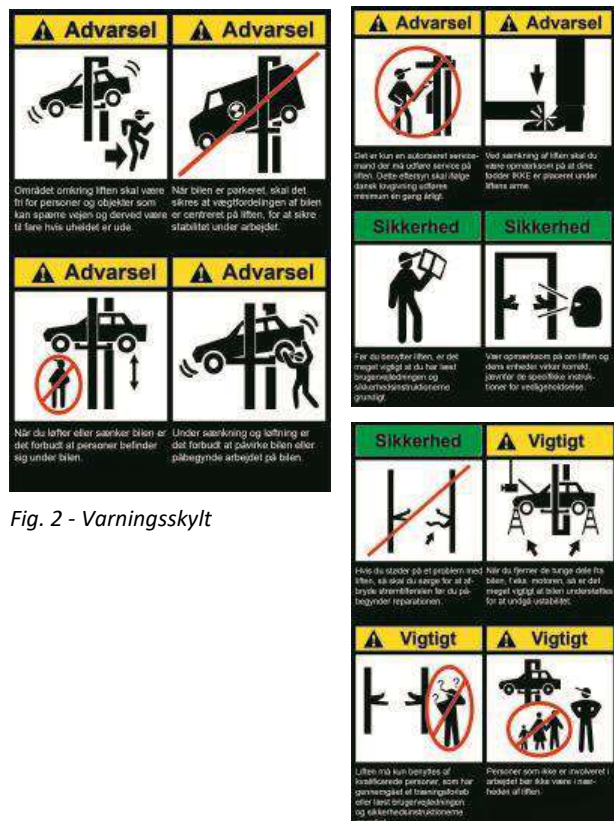 Advarsel
Området omkring liften skal være
fri for personer og objekter som
kan spærre vejen og derved være
til fare hvis uheldet er ude.
Advarsel
Når bilen er parkeret, skal det
sikres at vægtfordelingen af bilen
er centreret på liften, for at sikre
stabilitet under arbejdet.
Advarsel
Når du løfter eller sænker bilen er
det forbudt at personer befinder
sig under bilen.
Advarsel
Under sænkning og løftning er
det forbudt at påvirke bilen eller
påbegynde arbejdet på bilen.
Fig. 2 - Varningsskylt
Advarsel
Det er kun en autoriseret service-
mand der må udføre service på
liften. Dette eftersyn skal ifølge
dansk lovgivning udføres
minimum en gang årligt.
Advarsel
Ved sænkning af liften skal du
være opmærksom på at dine
fødder IKKE er placeret under
liftens arme.
Sikkerhed
Før du benytter liften, er det
meget vigtigt at du har læst
brugervejledningen og
sikkerhedsinstruktionerne
grundigt.
Sikkerhed
Vær opmærksom på om liften og
dens enheder virker korrekt,
jævnfør de specifikke instruk-
tioner for vedligeholdelse.
Sikkerhed
Hvis du støder på et problem med
liften, så skal du sørge for at af-
bryde strømtilførslen før du på-
begynder reparationen.
Vigtigt
Når du fjerner de tunge dele fra
bilen, f.eks. motoren, så er det
meget vigtigt at bilen understøttes
for at undgå ustabilitet.
Vigtigt
Liften må kun benyttes af
kvalificerede personer, som har
gennemgået et træningsforløb
eller læst brugervejledningen
og sikkerhedsinstruktionerne
Vigtigt
Personer som ikke er involveret i
arbejdet bør ikke være i nær-
heden af liften.